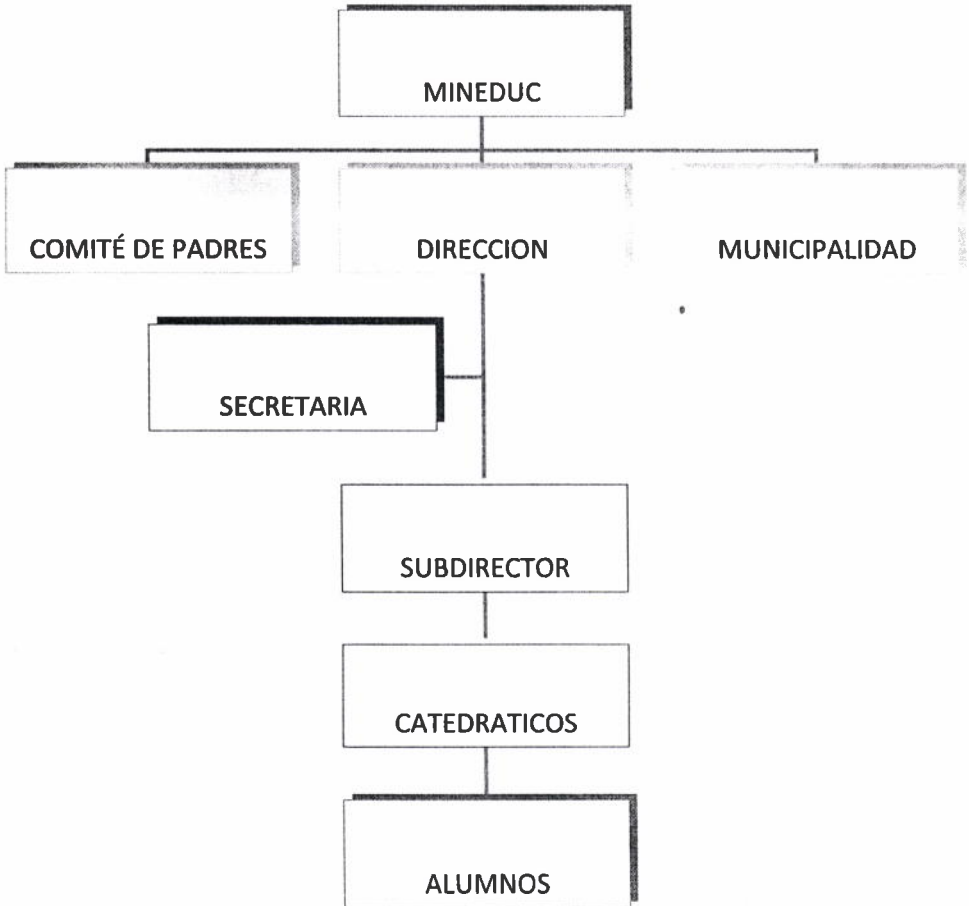 MINEDUC
COMITÉ DE PADRES
DIRECCION
MUNICIPALIDAD
SECRETARIA
SUBDIRECTOR
CATEDRATICOS
ALUMNOS